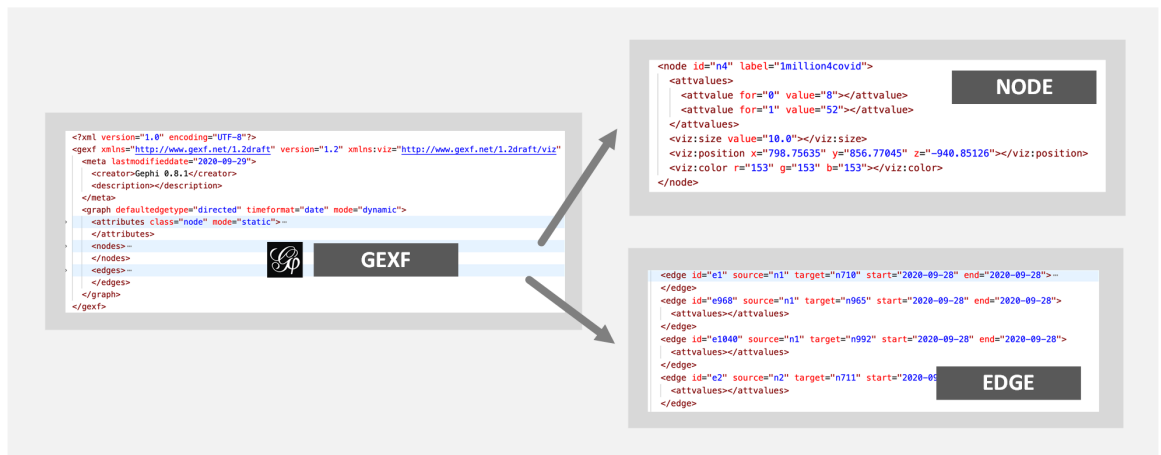 <?xml version="1.0" encoding="UTF-8"?>
<gexf xmlns="http://www.gexf.net/1.2draft" version="1.2" xmlns:viz="http://www.gexf.net/1.2draft/viz"
<meta lastmodifieddate="2020-09-29">
<creator>Gephi 0.8.1</creator>
<description></description>
</meta>
<graph defaultedgetype="directed" timeformat="date" mode="dynamic">
<attributes class="node" mode="static">…
</attributes>
<nodes>…
</nodes>
<edges>…
</edges>
</graph>
</gexf>
GEXF
<node id="n4" label="1million4covid">
<attvalues>
<attvalue for="0" value="8"></attvalue>
<attvalue for="1" value="52"></attvalue>
</attvalues>
<viz:size value="10.0"></viz:size>
<viz:position x="798.75635" y="856.77045" z="-940.85126"></viz:position>
<viz:color r="153" g="153" b="153"></viz:color>
</node>
NODE
<edge id="e1" source="n1" target="n710" start="2020-09-28" end="2020-09-28">…
</edge>
<edge id="e968" source="n1" target="n965" start="2020-09-28" end="2020-09-28">
<attvalues></attvalues>
</edge>
<edge id="e1040" source="n1" target="n992" start="2020-09-28" end="2020-09-28">
<attvalues></attvalues>
</edge>
<edge id="e2" source="n2" target="n711" start="2020-09
<attvalues></attvalues>
</edge>
EDGE